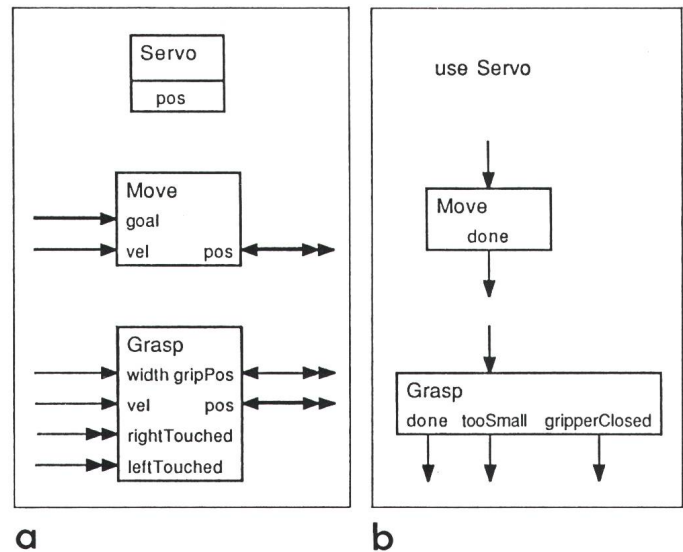 Servo
pos
Move
goal
vel pos
Grasp
width gripPos
vel pos
rightTouched
leftTouched
a
use Servo
Move
done
Grasp
done tooSmall gripperClosed
b